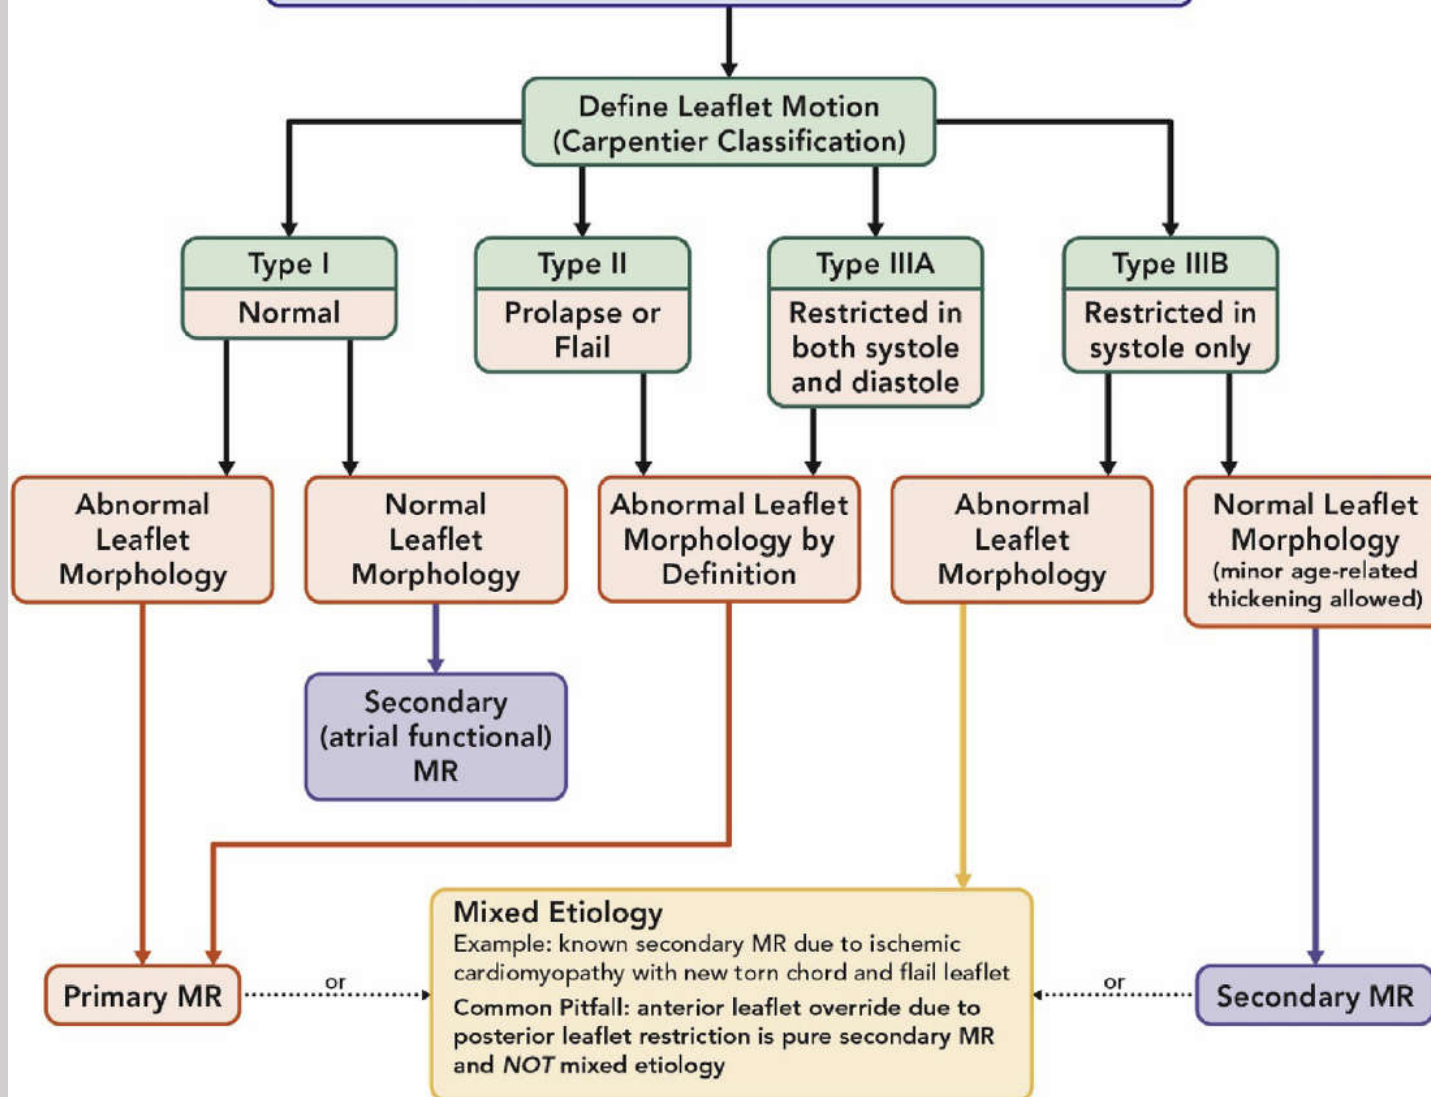 Define Leaflet Motion
(Carpentier Classification)
Type I
Normal
Type II
Prolapse or
Flail
Type IIIA
Restricted in
both systole
and diastole
Type IIIB
Restricted in
systole only
Abnormal
Leaflet
Morphology
Normal
Leaflet
Morphology
Abnormal Leaflet
Morphology by
Definition
Abnormal
Leaflet
Morphology
Normal Leaflet
Morphology
(minor age-related
thickening allowed)
Secondary
(atrial functional)
MR
Primary MR
or
Mixed Etiology
Example: known secondary MR due to ischemic
cardiomyopathy with new torn chord and flail leaflet
Common Pitfall: anterior leaflet override due to
posterior leaflet restriction is pure secondary MR
and NOT mixed etiology
or
Secondary MR